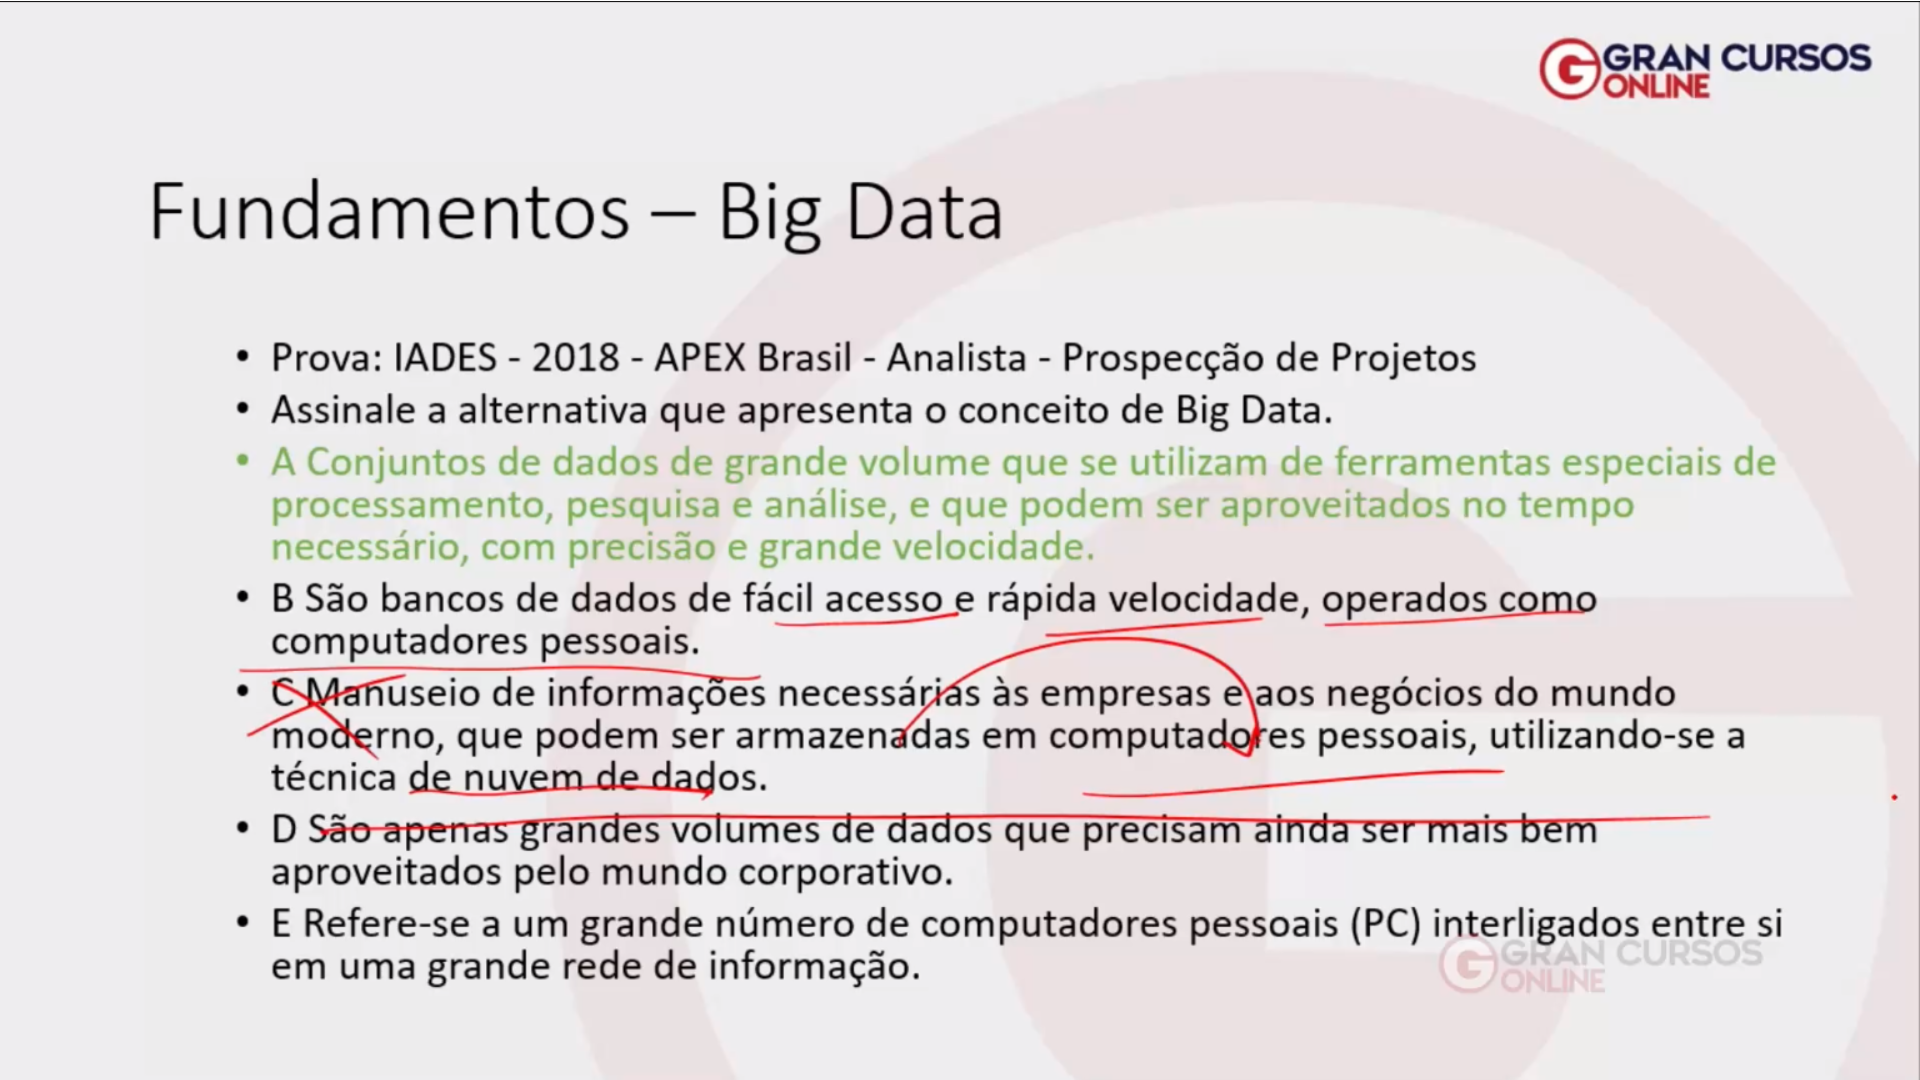 GRAN CURSOS
ONLINE
Fundamentos – Big Data
• Prova: IADES - 2018 - APEX Brasil - Analista - Prospecção de Projetos
• Assinale a alternativa que apresenta o conceito de Big Data.
• A Conjuntos de dados de grande volume que se utilizam de ferramentas especiais de
processamento, pesquisa e análise, e que podem ser aproveitados no tempo
necessário, com precisão e grande velocidade.
• B São bancos de dados de fácil acesso e rápida velocidade, operados como
computadores pessoais.
• C Manuseio de informações necessárias às empresas e aos negócios do mundo
moderno, que podem ser armazenadas em computadores pessoais, utilizando-se a
técnica de nuvem de dados.
• D São apenas grandes volumes de dados que precisam ainda ser mais bem
aproveitados pelo mundo corporativo.
• E Refere-se a um grande número de computadores pessoais (PC) interligados entre si
em uma grande rede de informação.
GRAN CURSOS
ONLINE